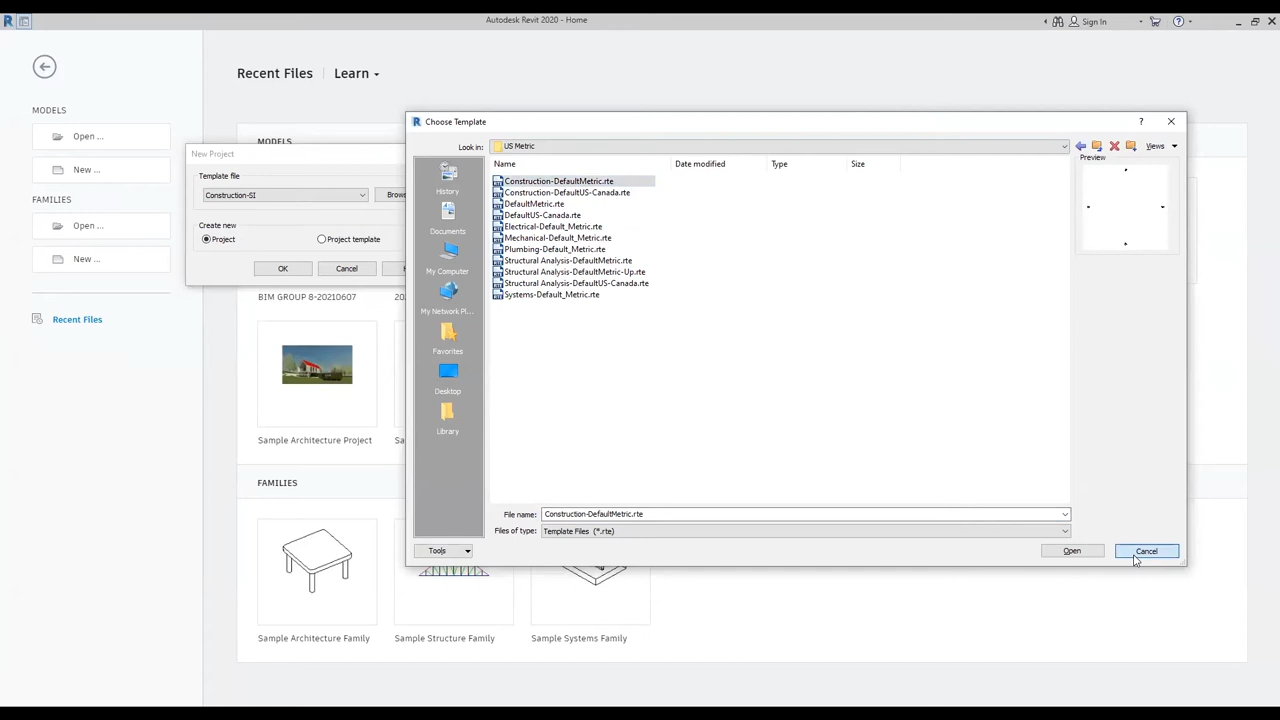 Autodesk Revit 2020 - Home
Sign In
Recent Files
Learn
MODELS
Open ...
New ...
FAMILIES
Open ...
New ...
Recent Files
MODELS
New Project
Template file
Construction-SI
Brows
Create new
Project
Project template
OK
Cancel
BIM GROUP 8-20210607
Sample Architecture Project
FAMILIES
Sample Architecture Family
Sample Structure Family
Sample Systems Family
Choose Template
Look in:
US Metric
Views
Preview
Name
Date modified
Type
Size
Construction-DefaultMetric.rte
Construction-DefaultUS-Canada.rte
DefaultMetric.rte
DefaultUS-Canada.rte
Electrical-Default_Metric.rte
Mechanical-Default_Metric.rte
Plumbing-Default_Metric.rte
Structural Analysis-DefaultMetric.rte
Structural Analysis-DefaultMetric-Up.rte
Structural Analysis-DefaultUS-Canada.rte
Systems-Default_Metric.rte
History
Documents
My Computer
My Network Pl...
Favorites
Desktop
Library
File name:
Construction-DefaultMetric.rte
Files of type:
Template Files (*.rte)
Tools
Open
Cancel